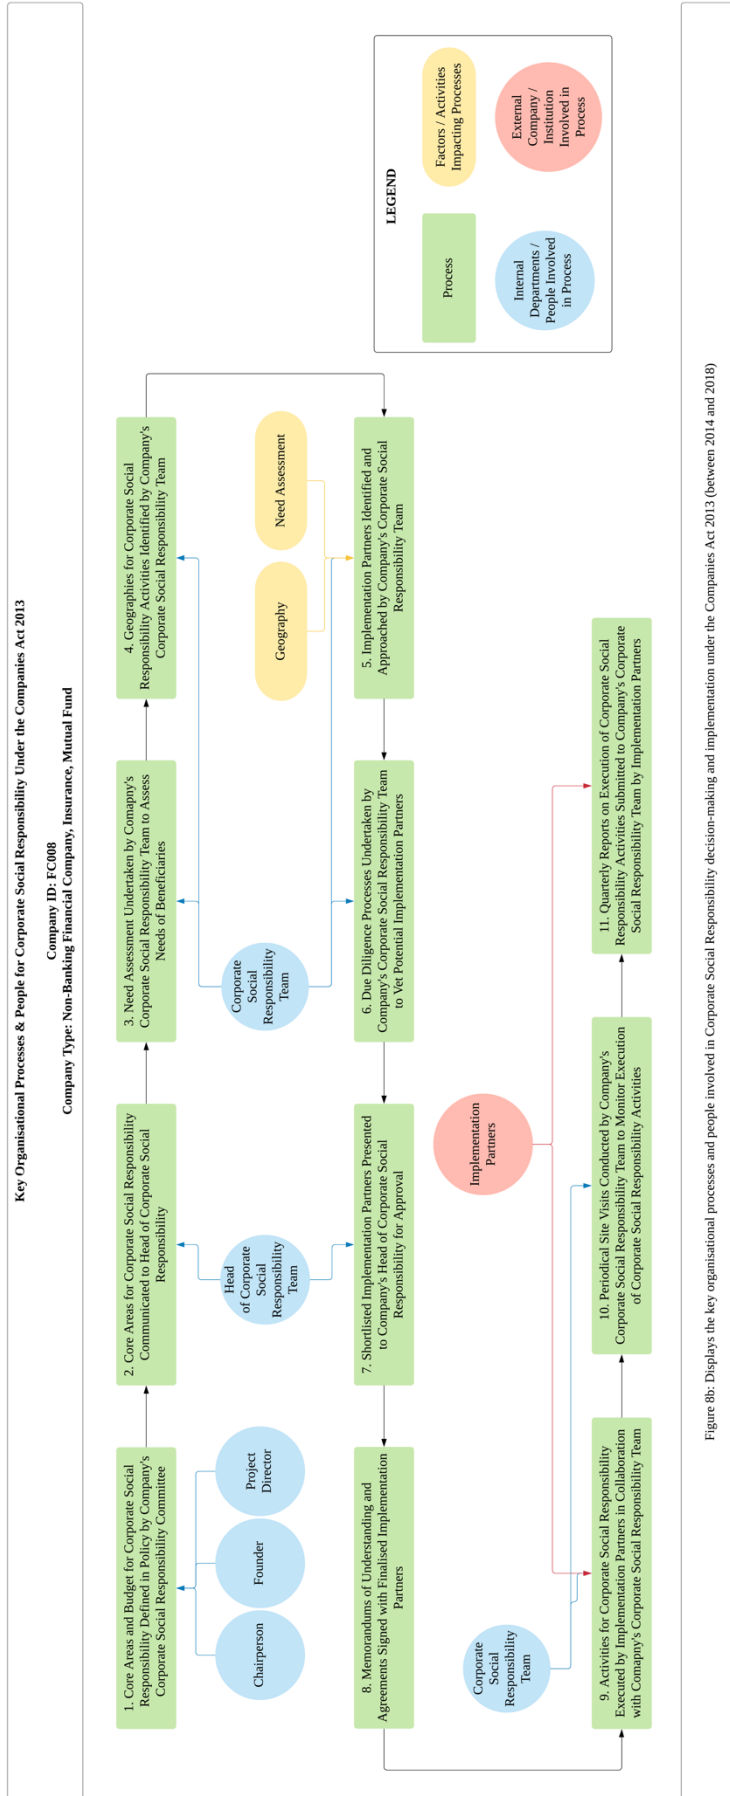 Key Organisational Processes & People for Corporate Social Responsibility Under the Companies Act 2013
Company ID: FC008
Company Type: Non-Banking Financial Company, Insurance, Mutual Fund
1. Core Areas and Budget for Corporate Social
Responsibility Defined in Policy by Company's
Corporate Social Responsibility Committee
2. Core Areas for Corporate Social Responsibility
Communicated to Head of Corporate Social
Responsibility
3. Need Assessment Undertaken by Comapny's
Corporate Social Responsibility Team to Assess
Needs of Beneficiaries
4. Geographies for Corporate Social
Responsibility Activities Identified by Company's
Corporate Social Responsibility Team
Chairperson
Founder
Project
Director
Head
of Corporate
Social
Responsibility
Team
Corporate
Social
Responsibility
Team
Geography
Need Assessment
8. Memorandums of Understanding and
Agreements Signed with Finalised Implementation
Partners
7. Shortlisted Implementation Partners Presented
to Company's Head of Corporate Social
Responsibility for Approval
6. Due Diligence Processes Undertaken by
Company's Corporate Social Responsibility Team
to Vet Potential Implementation Partners
5. Implementation Partners Identified and
Approached by Company's Corporate Social
Responsibility Team
Corporate
Social
Responsibility
Team
Implementation
Partners
9. Activities for Corporate Social Responsibility
Executed by Implementation Partners in Collaboration
with Comapny's Corporate Social Responsibility Team
10. Periodical Site Visits Conducted by Company's
Corporate Social Responsibility Team to Monitor Execution
of Corporate Social Responsibility Activities
11. Quarterly Reports on Execution of Corporate Social
Responsibility Activities Submitted to Company's Corporate
Social Responsibility Team by Implementation Partners
LEGEND
Process
Factors / Activities
Impacting Processes
Internal
Departments /
People Involved
in Process
External
Company /
Institution
Involved in
Process
Figure 8b: Displays the key organisational processes and people involved in Corporate Social Responsibility decision-making and implementation under the Companies Act 2013 (between 2014 and 2018)